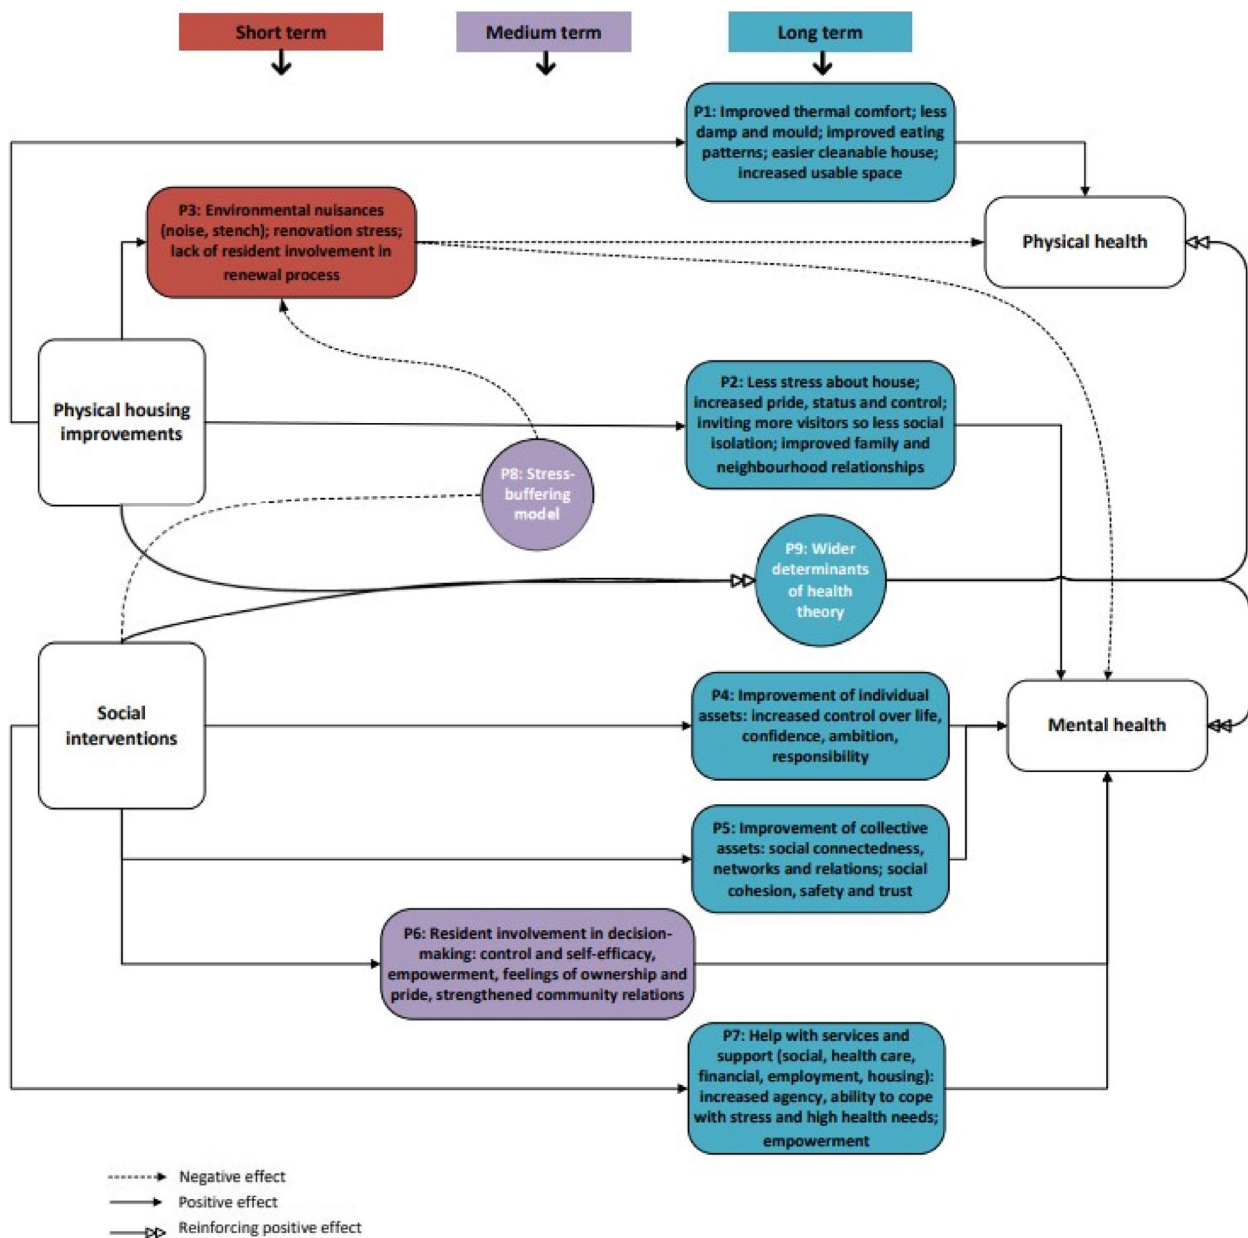 Short term
Medium term
Long term
P1: Improved thermal comfort; less
damp and mould; improved eating
patterns; easier cleanable house;
increased usable space
P3: Environmental nuisances
(noise, stench); renovation stress;
lack of resident involvement in
renewal process
Physical health
Physical housing
improvements
P2: Less stress about house;
increased pride, status and control;
inviting more visitors so less social
isolation; improved family and
neighbourhood relationships
P8: Stress-
buffering
model
P9: Wider
determinants
of health
theory
Social
interventions
P4: Improvement of individual
assets: increased control over life,
confidence, ambition,
responsibility
Mental health
P5: Improvement of collective
assets: social connectedness,
networks and relations; social
cohesion, safety and trust
P6: Resident involvement in decision-
making: control and self-efficacy,
empowerment, feelings of ownership and
pride, strengthened community relations
P7: Help with services and
support (social, health care,
financial, employment, housing):
increased agency, ability to cope
with stress and high health needs;
empowerment
Negative effect
Positive effect
Reinforcing positive effect